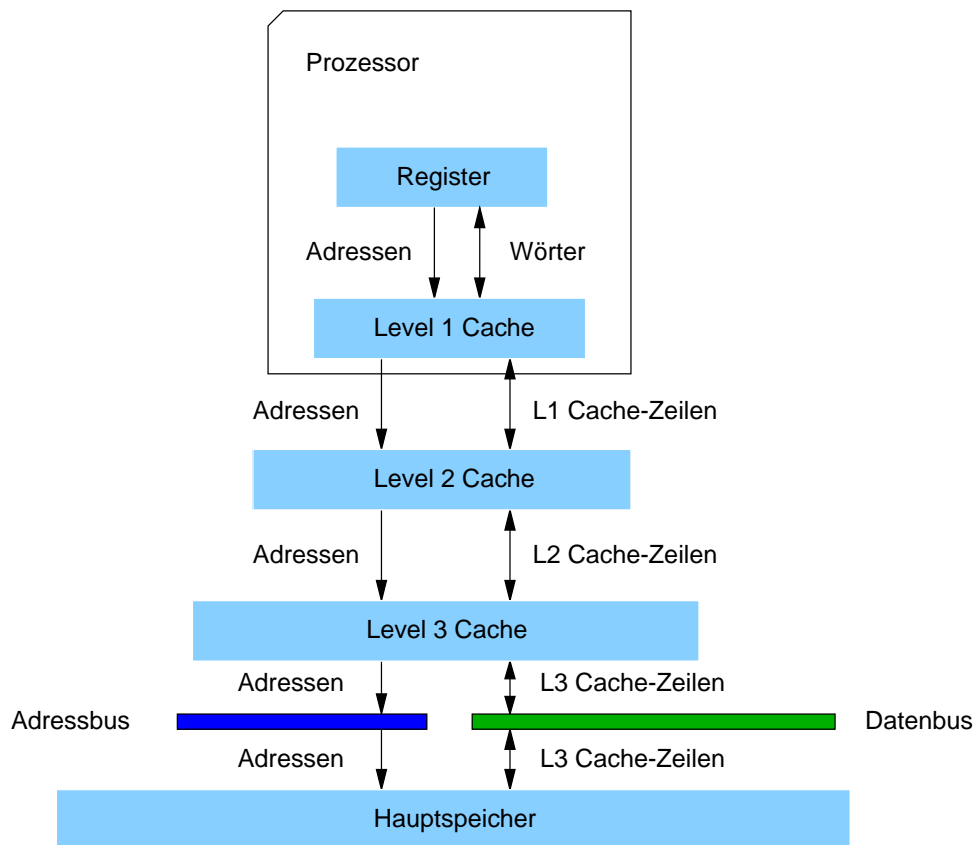 Prozessor
Register
Adressen
Wörter
Level 1 Cache
Adressen
L1 Cache-Zeilen
Level 2 Cache
Adressen
L2 Cache-Zeilen
Level 3 Cache
Adressen
L3 Cache-Zeilen
Adressbus
Datenbus
Adressen
L3 Cache-Zeilen
Hauptspeicher